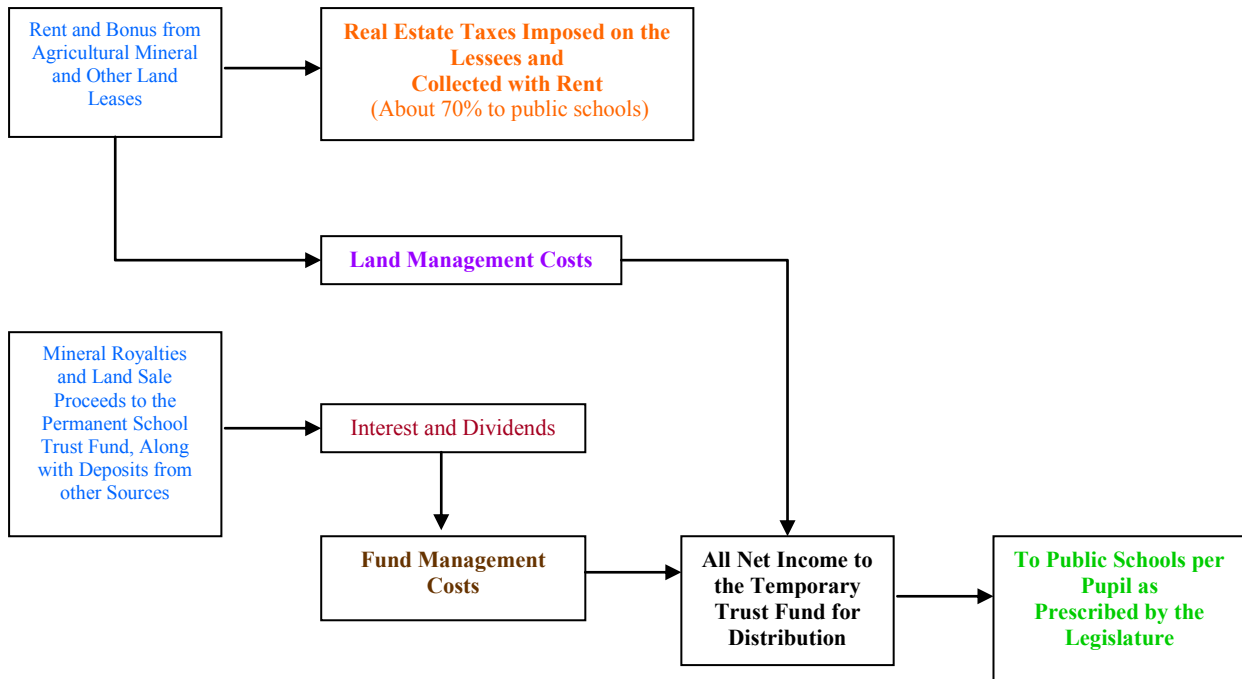 Rent and Bonus from
Agricultural Mineral
and Other Land
Leases
Real Estate Taxes Imposed on the
Lessees and
Collected with Rent
(About 70% to public schools)
Land Management Costs
Mineral Royalties
and Land Sale
Proceeds to the
Permanent School
Trust Fund, Along
with Deposits from
other Sources
Interest and Dividends
Fund Management
Costs
All Net Income to
the Temporary
Trust Fund for
Distribution
To Public Schools per
Pupil as
Prescribed by the
Legislature